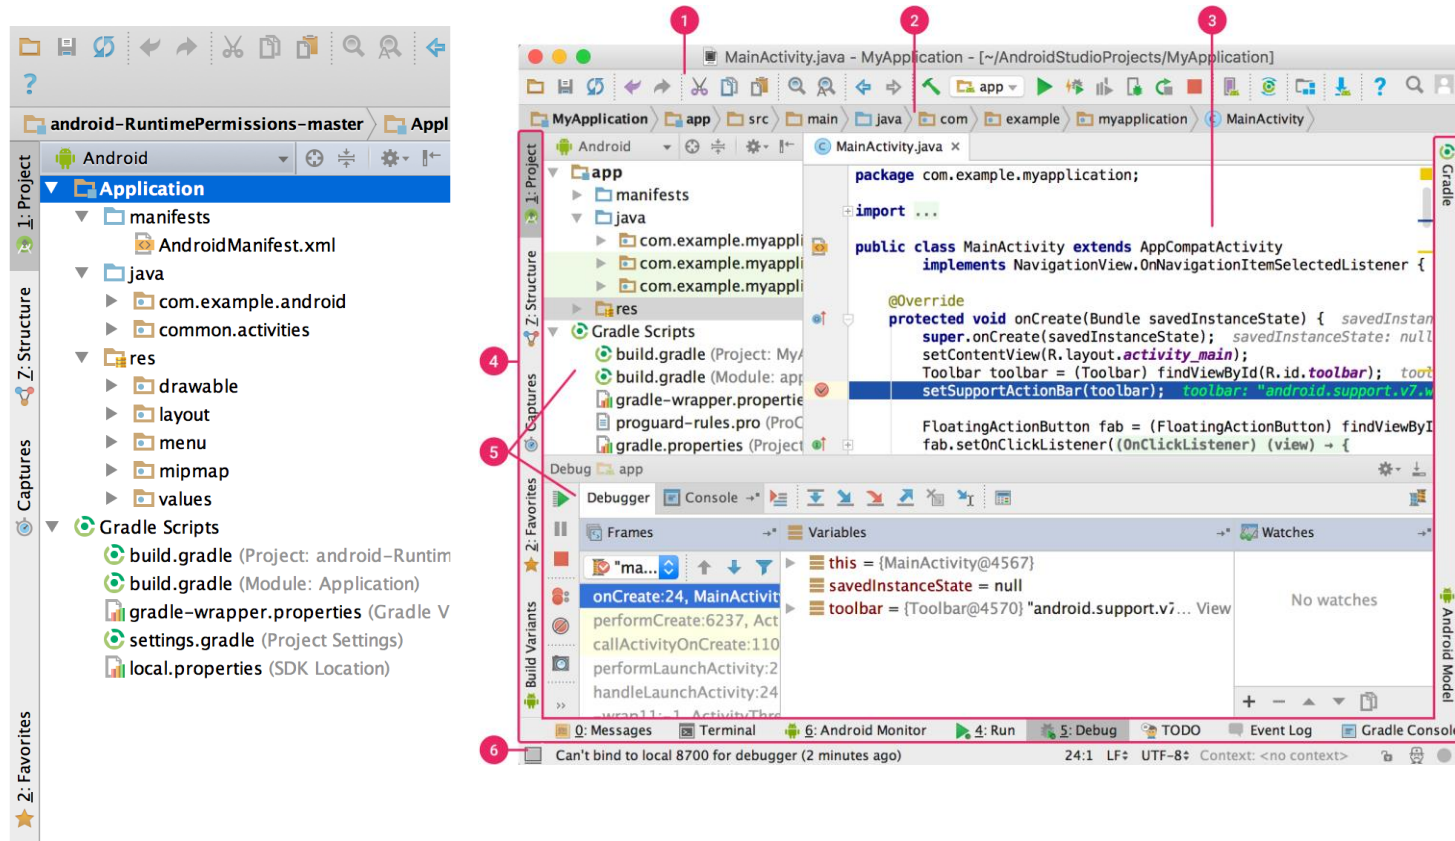 ?
android-RuntimePermissions-master
Appl
1: Project
Z: Structure
Captures
2: Favorites
Android
Application
manifests
AndroidManifest.xml
java
com.example.android
common.activities
res
drawable
layout
menu
mipmap
values
Gradle Scripts
build.gradle (Project: android-Runtim
build.gradle (Module: Application)
gradle-wrapper.properties (Gradle V
settings.gradle (Project Settings)
local.properties (SDK Location)
1
2
3
4
5
6
MainActivity.java - MyApplication - [~/AndroidStudioProjects/MyApplication]
app
?
MyApplication app src main java com example myapplication MainActivity
1: Project
Z: Structure
Captures
2: Favorites
Build Variants
Android
app
manifests
java
com.example.myappli
com.example.myappli
com.example.myappli
res
Gradle Scripts
build.gradle (Project: MyA
build.gradle (Module: app
gradle-wrapper.propertie
proguard-rules.pro (ProC
gradle.properties (Project
MainActivity.java ×
package com.example.myapplication;
import ...
public class MainActivity extends AppCompatActivity
implements NavigationView.OnNavigationItemSelectedListener {
@Override
protected void onCreate(Bundle savedInstanceState) { savedInstan
super.onCreate(savedInstanceState); savedInstanceState: null
setContentView(R.layout.activity_main);
Toolbar toolbar = (Toolbar) findViewById(R.id.toolbar); tool
setSupportActionBar(toolbar); toolbar: "android.support.v7.w
FloatingActionButton fab = (FloatingActionButton) findViewByI
fab.setOnClickListener((OnClickListener) (view) → {
Gradle
Android Model
Debug app
Debugger Console
Frames
"ma...
onCreate:24, MainActivit
performCreate:6237, Act
callActivityOnCreate:110
performLaunchActivity:2
handleLaunchActivity:24
-wrap11:-1, ActivityThre
Variables
this = {MainActivity@4567}
savedInstanceState = null
toolbar = {Toolbar@4570} "android.support.v7... View
Watches
No watches
0: Messages Terminal 6: Android Monitor 4: Run 5: Debug TODO Event Log Gradle Consol
Can't bind to local 8700 for debugger (2 minutes ago) 24:1 LF UTF-8 Context: <no context>